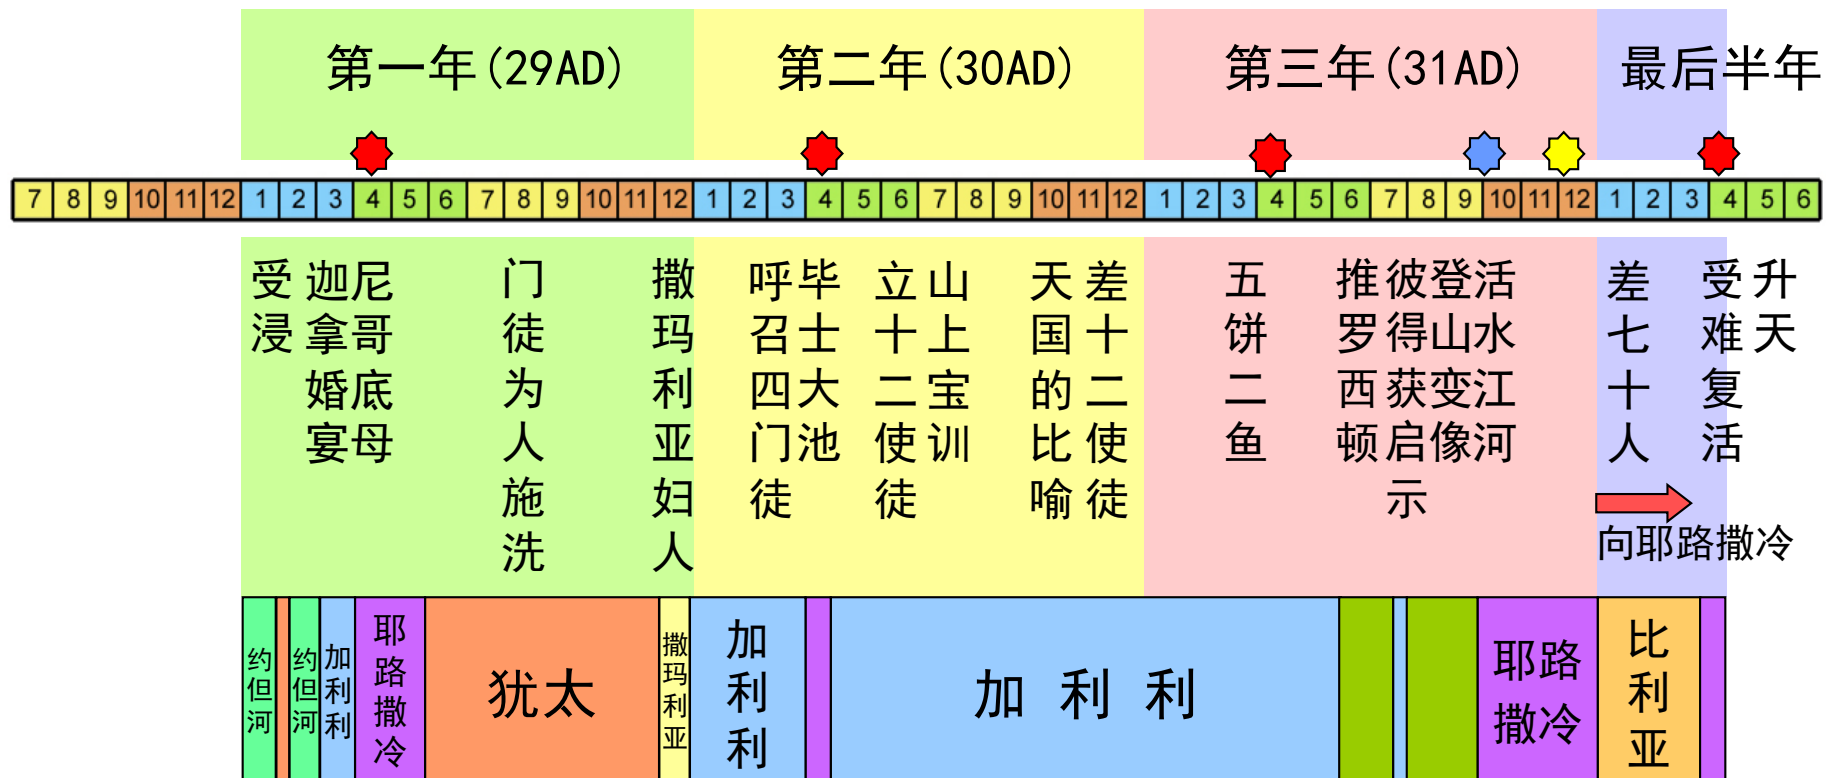 第一年(29AD)
第二年(30AD)
第三年(31AD)
最后半年
7 8 9 10 11 12 1 2 3 4 5 6 7 8 9 10 11 12 1 2 3 4 5 6 7 8 9 10 11 12 1 2 3 4 5 6 7 8 9 10 11 12 1 2 3 4 5 6
受浸
迦拿婚宴
尼哥底母
门徒为人施洗
撒玛利亚妇人
呼召四门徒
毕士大池
立十二使徒
山上宝训
天国的比喻
差十二使徒
五饼二鱼
推罗西顿
彼得获启示
登山变像
活水江河
差七十人
受难复活
升天
向耶路撒冷
约但河
约但河
加利利
耶路撒冷
犹太
撒玛利亚
加利利
加利利
耶路
撒冷
比利亚